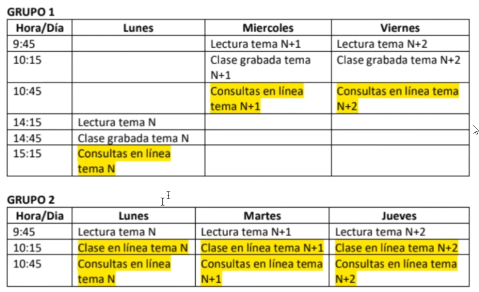 GRUPO 1
Hora/Día Lunes Miercoles Viernes
9:45 Lectura tema N+1 Lectura tema N+2
10:15 Clase grabada tema Clase grabada tema N+2
N+1
10:45 Consultas en línea Consultas en línea tema
tema N+1 N+2
14:15 Lectura tema N
14:45 Clase grabada tema N
15:15 Consultas en línea
tema N
GRUPO 2
Hora/Día Lunes Martes Jueves
9:45 Lectura tema N Lectura tema N+1 Lectura tema N+2
10:15 Clase en línea tema N Clase en línea tema N+1 Clase en línea tema N+2
10:45 Consultas en línea Consultas en línea tema Consultas en línea tema
tema N N+1 N+2